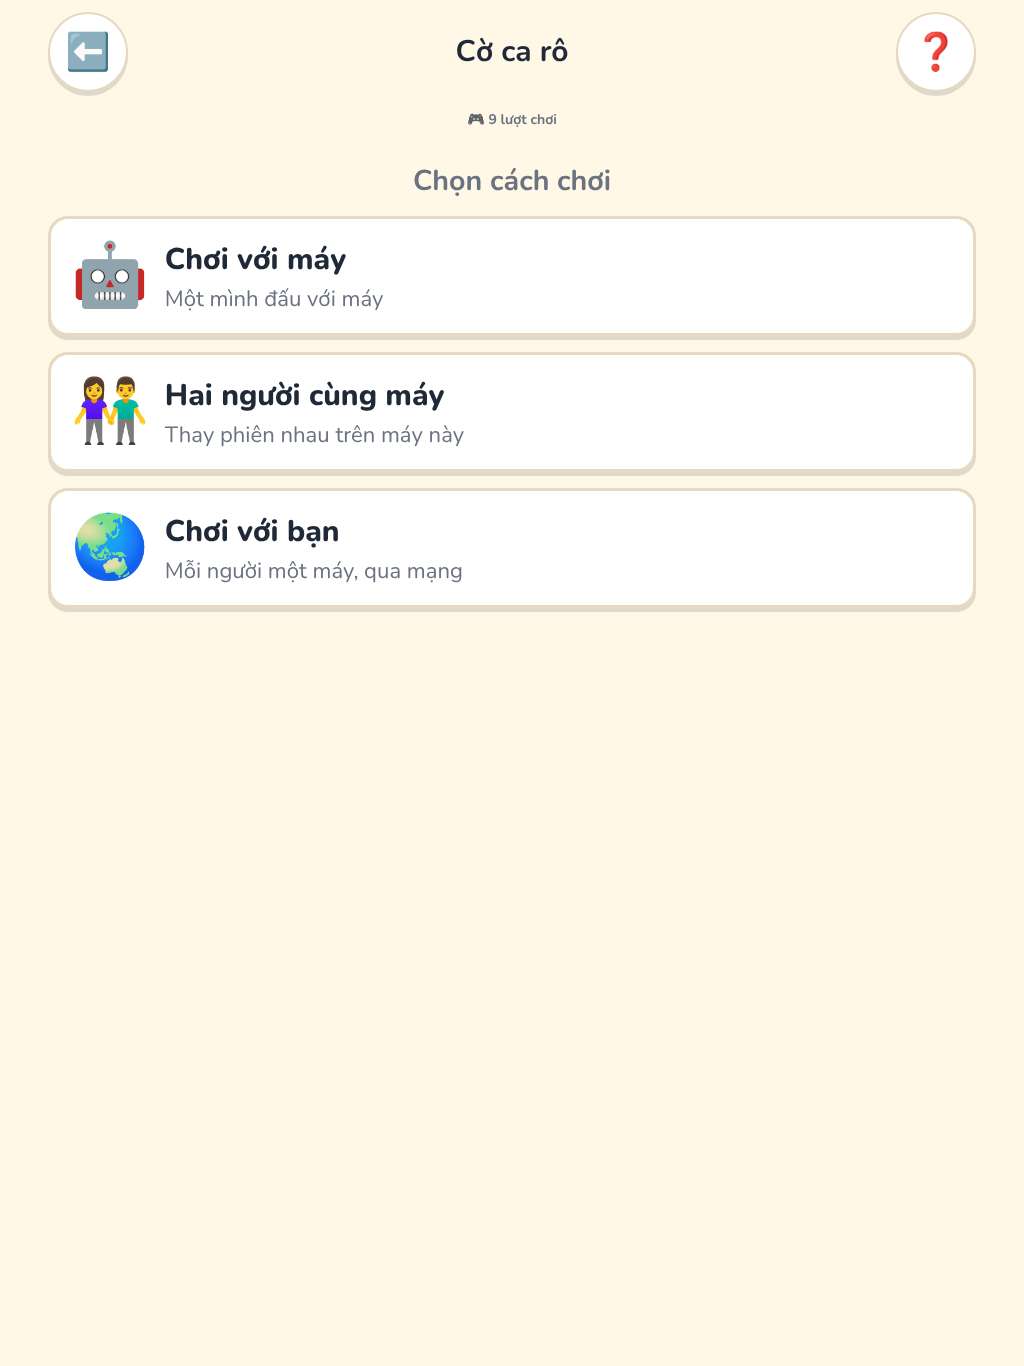 Cờ ca rô
🎮 9 lượt chơi
Chọn cách chơi
Chơi với máy
Một mình đấu với máy
Hai người cùng máy
Thay phiên nhau trên máy này
Chơi với bạn
Mỗi người một máy, qua mạng